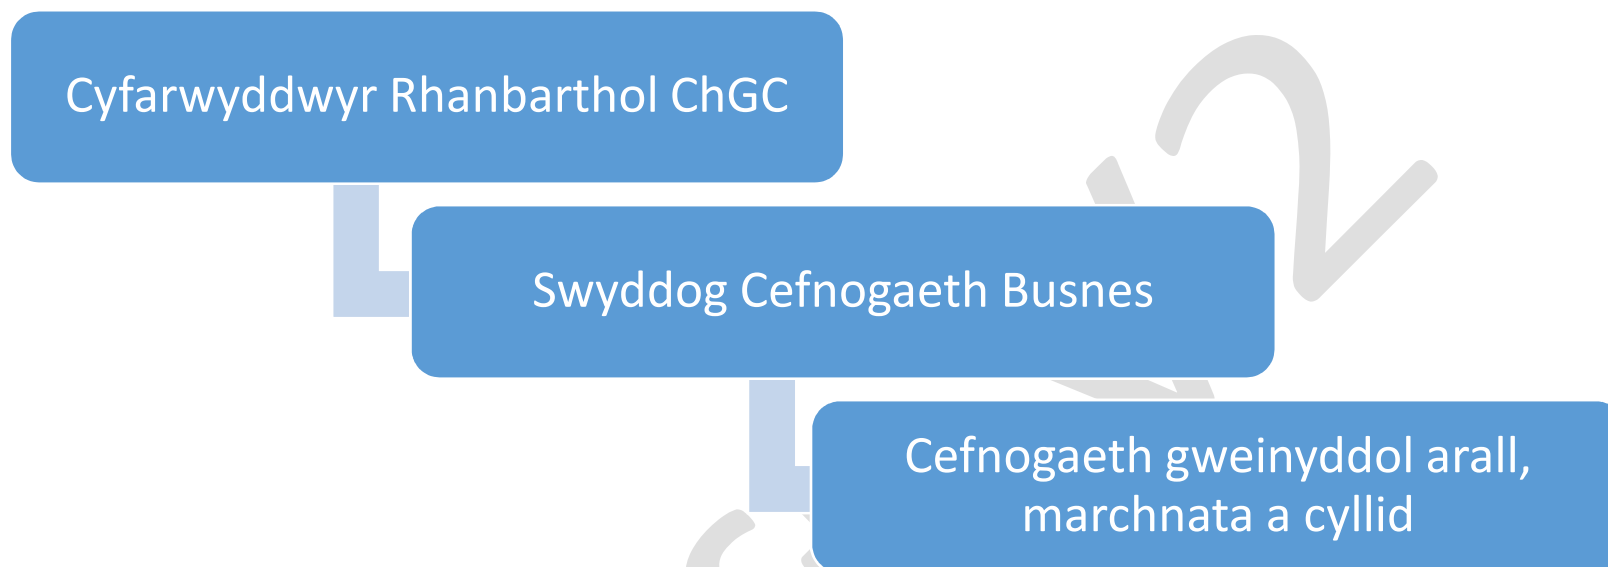 Cyfarwyddwyr Rhanbarthol ChGC
Swyddog Cefnogaeth Busnes
Cefnogaeth gweinyddol arall,
marchnata a cyllid